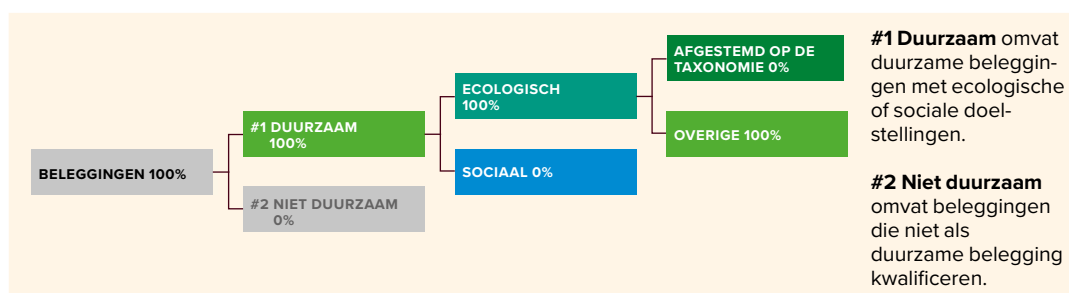 BELEGGINGEN 100%
#1 DUURZAAM
100%
#2 NIET DUURZAAM
0%
ECOLOGISCH
100%
SOCIAAL 0%
AFGESTEMD OP DE
TAXONOMIE 0%
OVERIGE 100%
#1 Duurzaam omvat
duurzame beleggin-
gen met ecologische
of sociale doel-
stellingen.
#2 Niet duurzaam
omvat beleggingen
die niet als
duurzame belegging
kwalificeren.